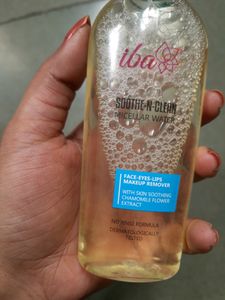 iba
SOOTHE-N-CLEAN
MICELLAR WATER
FACE-EYES-LIPS
MAKEUP REMOVER
WITH SKIN SOOTHING
CHAMOMILE FLOWER
EXTRACT
NO RINSE FORMULA
DERMATOLOGICALLY
TESTED